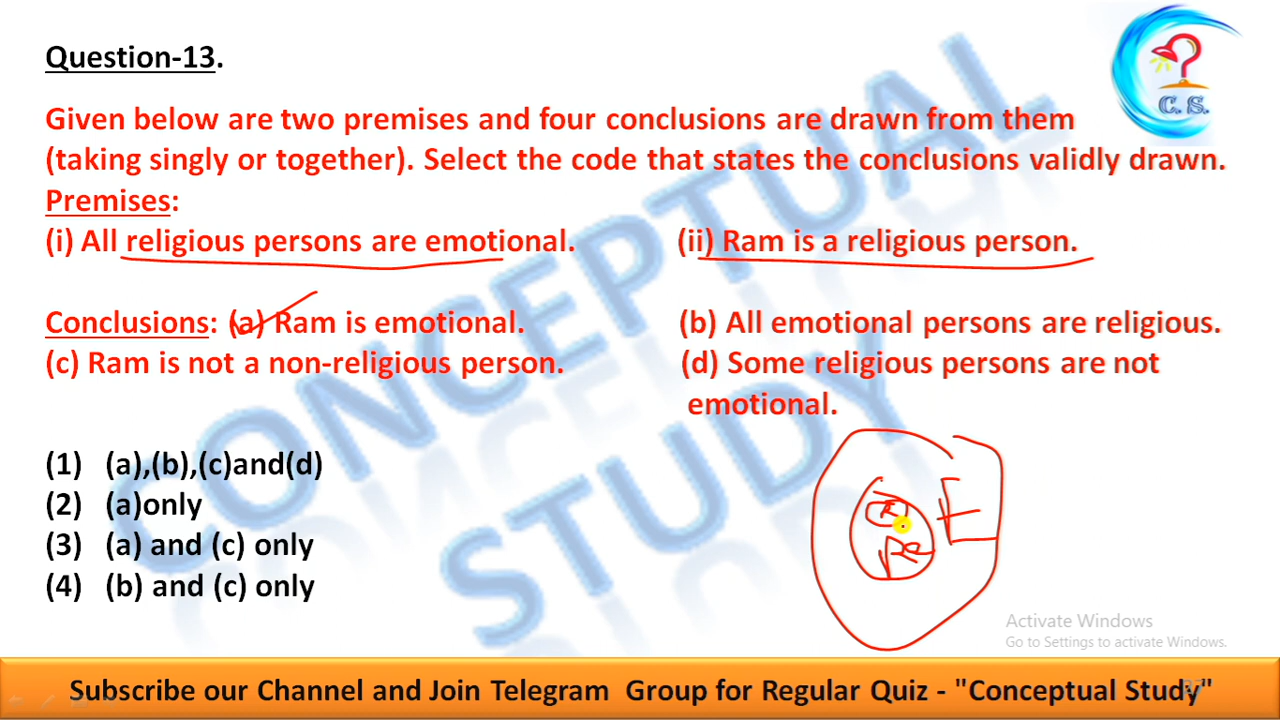 Question-13.
C. S.
Given below are two premises and four conclusions are drawn from them
(taking singly or together). Select the code that states the conclusions validly drawn.
Premises:
(i) All religious persons are emotional. (ii) Ram is a religious person.
Conclusions: (a) Ram is emotional. (b) All emotional persons are religious.
(c) Ram is not a non-religious person. (d) Some religious persons are not
emotional.
(1) (a),(b),(c)and(d)
(2) (a)only
(3) (a) and (c) only
(4) (b) and (c) only
CONCEPTUAL
STUDY
R
Re
E
Activate Windows
Go to Settings to activate Windows.
Subscribe our Channel and Join Telegram Group for Regular Quiz - "Conceptual Study"